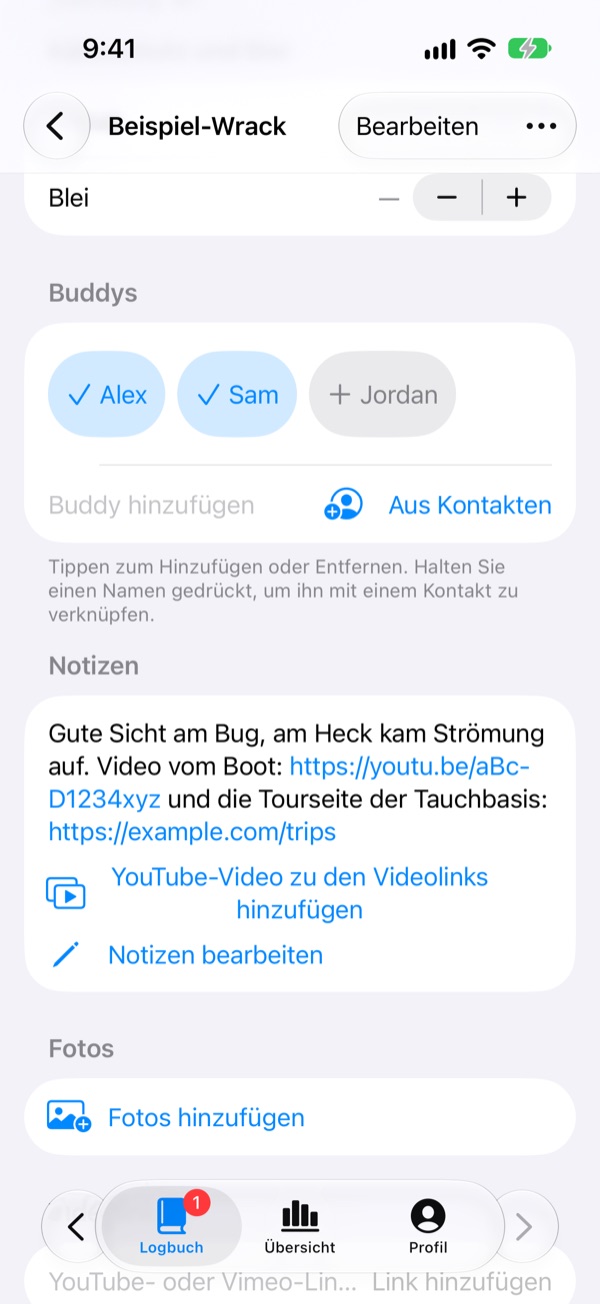 9:41
Beispiel-Wrack
Bearbeiten
Blei
Buddys
Alex
Sam
Jordan
Buddy hinzufügen
Aus Kontakten
Tippen zum Hinzufügen oder Entfernen. Halten Sie
einen Namen gedrückt, um ihn mit einem Kontakt zu
verknüpfen.
Notizen
Gute Sicht am Bug, am Heck kam Strömung
auf. Video vom Boot: https://youtu.be/aBc-
D1234xyz und die Tourseite der Tauchbasis:
https://example.com/trips
YouTube-Video zu den Videolinks
hinzufügen
Notizen bearbeiten
Fotos
Fotos hinzufügen
1
Logbuch
Übersicht
Profil
YouTube- oder Vimeo-Lin...
Link hinzufügen